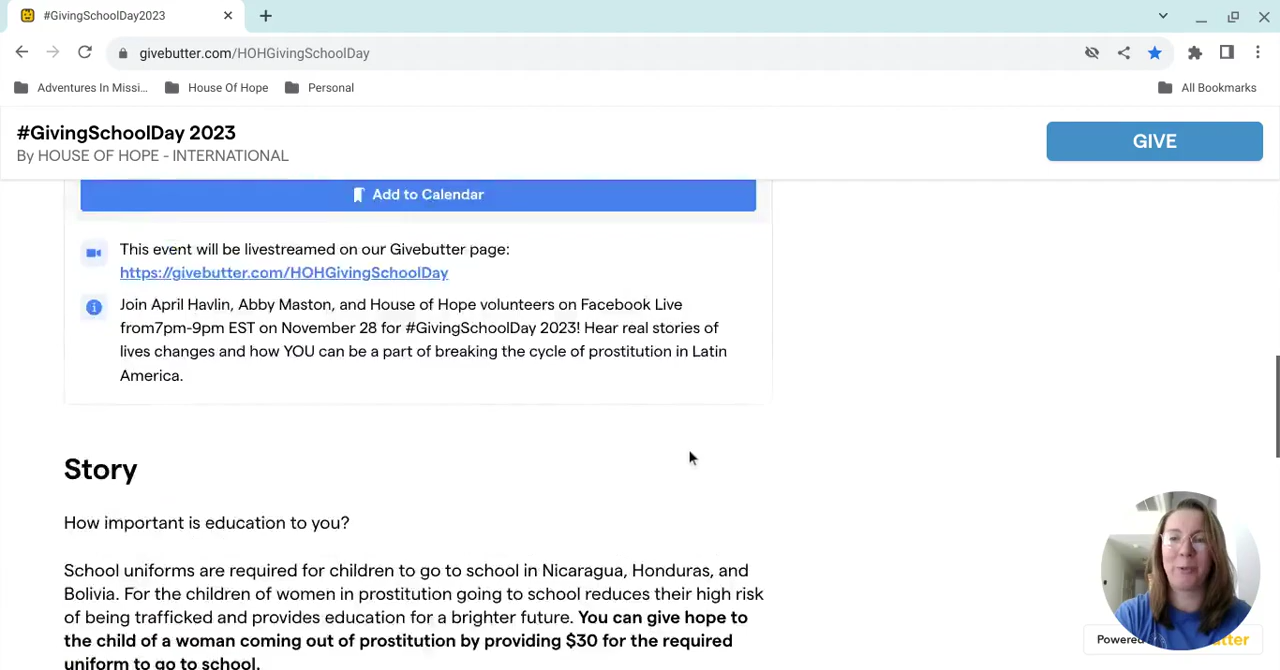 #GivingSchoolDay2023
givebutter.com/HOHGivingSchoolDay
Adventures In Missi...
House Of Hope
Personal
All Bookmarks
#GivingSchoolDay 2023
By HOUSE OF HOPE - INTERNATIONAL
GIVE
Add to Calendar
This event will be livestreamed on our Givebutter page:
https://givebutter.com/HOHGivingSchoolDay
Join April Havlin, Abby Maston, and House of Hope volunteers on Facebook Live
from7pm-9pm EST on November 28 for #GivingSchoolDay 2023! Hear real stories of
lives changes and how YOU can be a part of breaking the cycle of prostitution in Latin
America.
Story
How important is education to you?
School uniforms are required for children to go to school in Nicaragua, Honduras, and
Bolivia. For the children of women in prostitution going to school reduces their high risk
of being trafficked and provides education for a brighter future. You can give hope to
the child of a woman coming out of prostitution by providing $30 for the required
uniform to go to school.